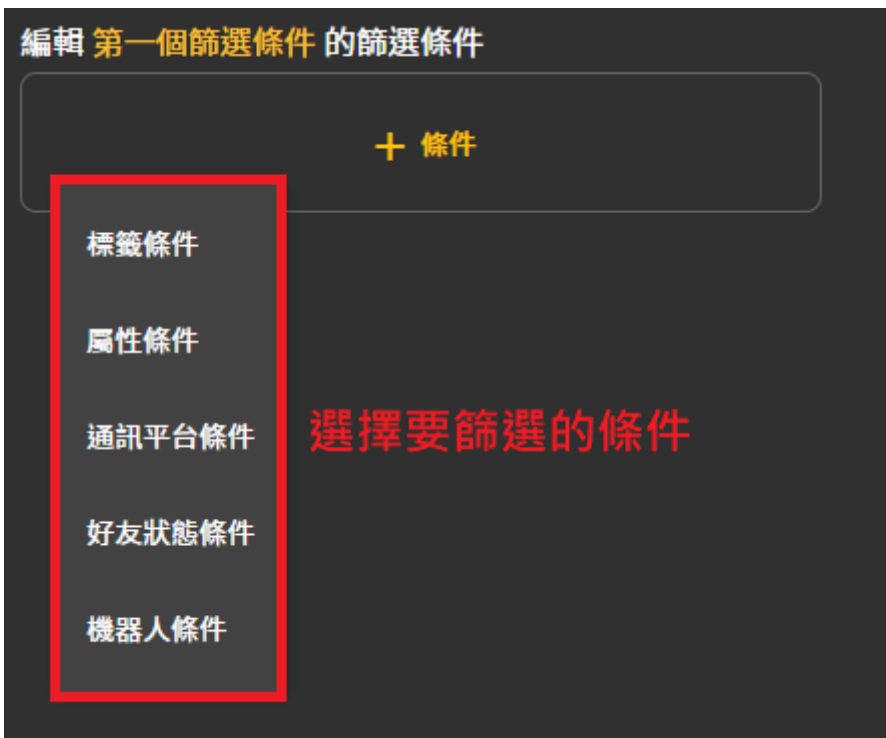 編輯 第一個篩選條件 的篩選條件
＋ 條件
標籤條件
屬性條件
通訊平台條件
選擇要篩選的條件
好友狀態條件
機器人條件